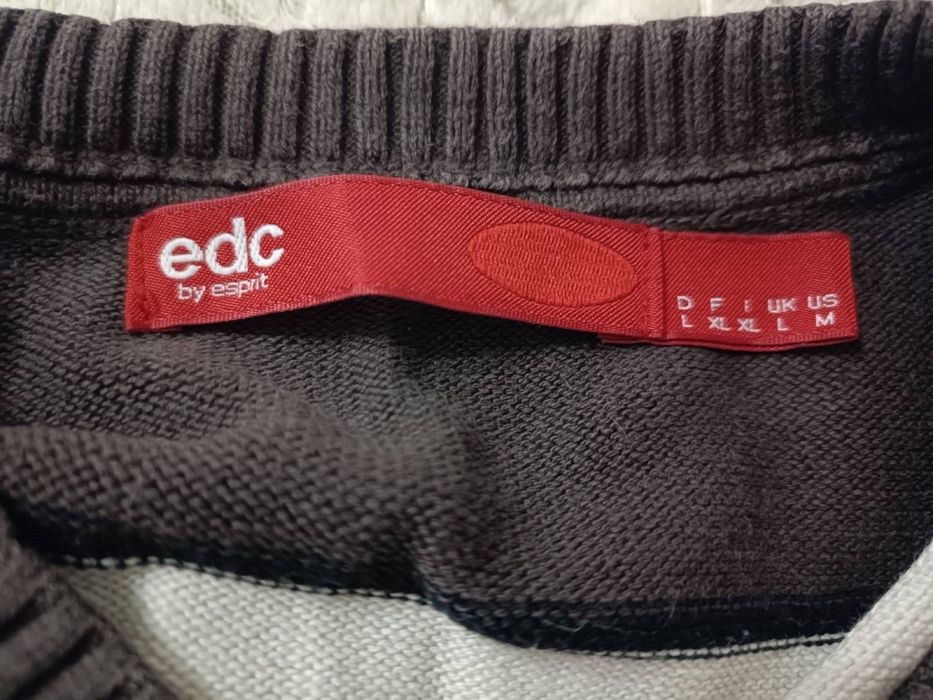 edc
by esprit
D F I UK US
L XL XL L M